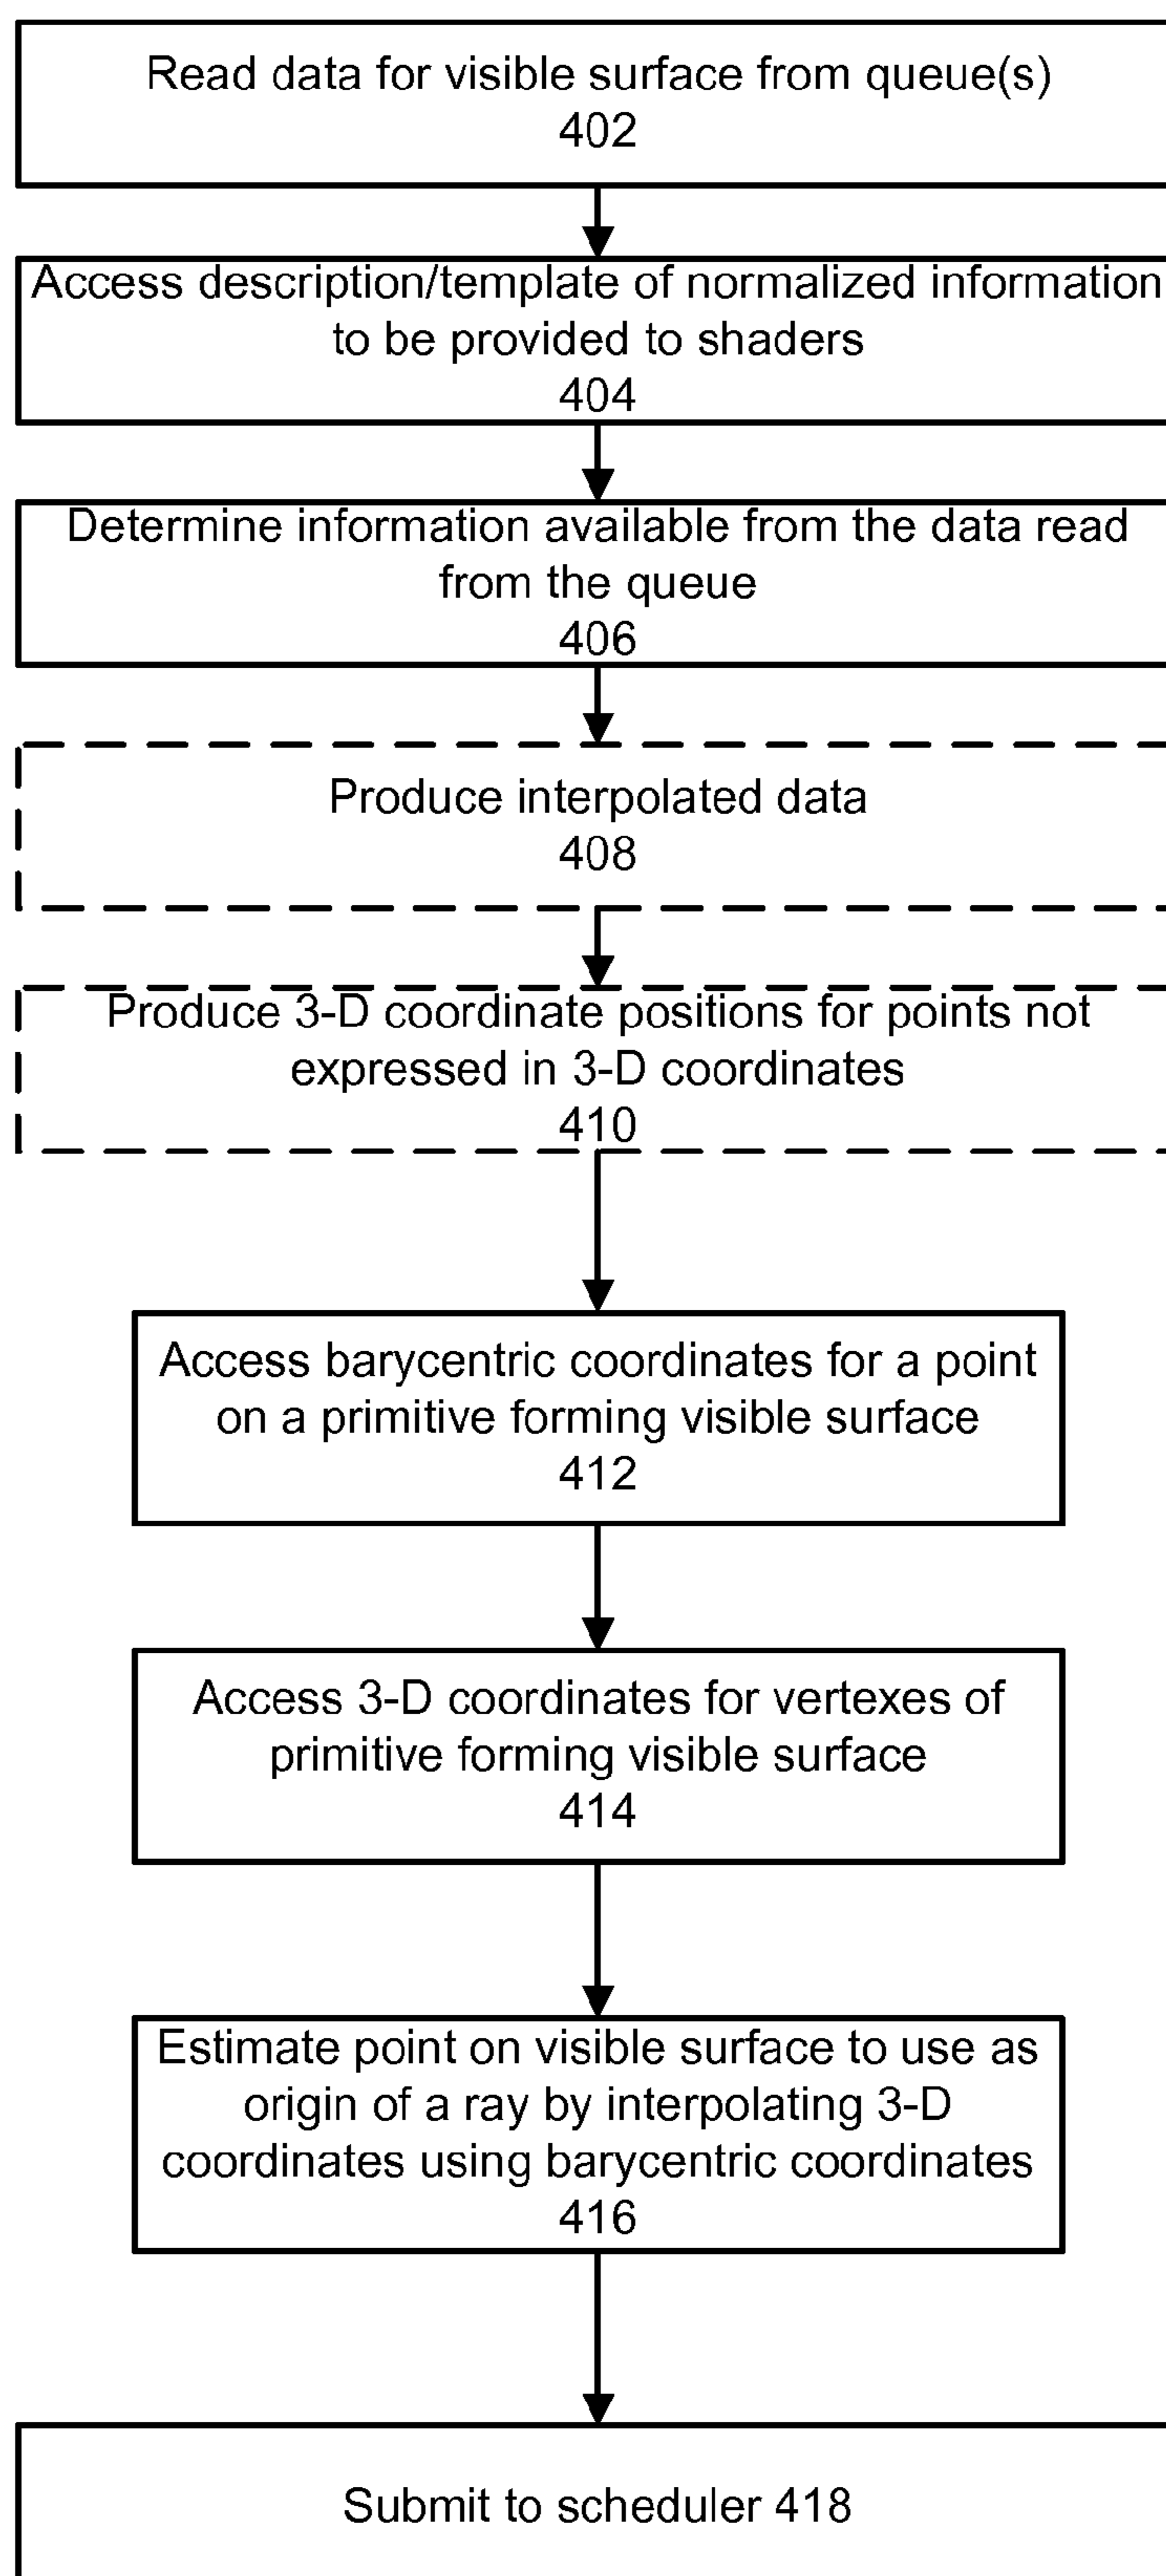 Read data for visible surface from queue(s)
402
Access description/template of normalized information
to be provided to shaders
404
Determine information available from the data read
from the queue
406
Produce interpolated data
408
Produce 3-D coordinate positions for points not
expressed in 3-D coordinates
410
Access barycentric coordinates for a point
on a primitive forming visible surface
412
Access 3-D coordinates for vertexes of
primitive forming visible surface
414
Estimate point on visible surface to use as
origin of a ray by interpolating 3-D
coordinates using barycentric coordinates
416
Submit to scheduler 418